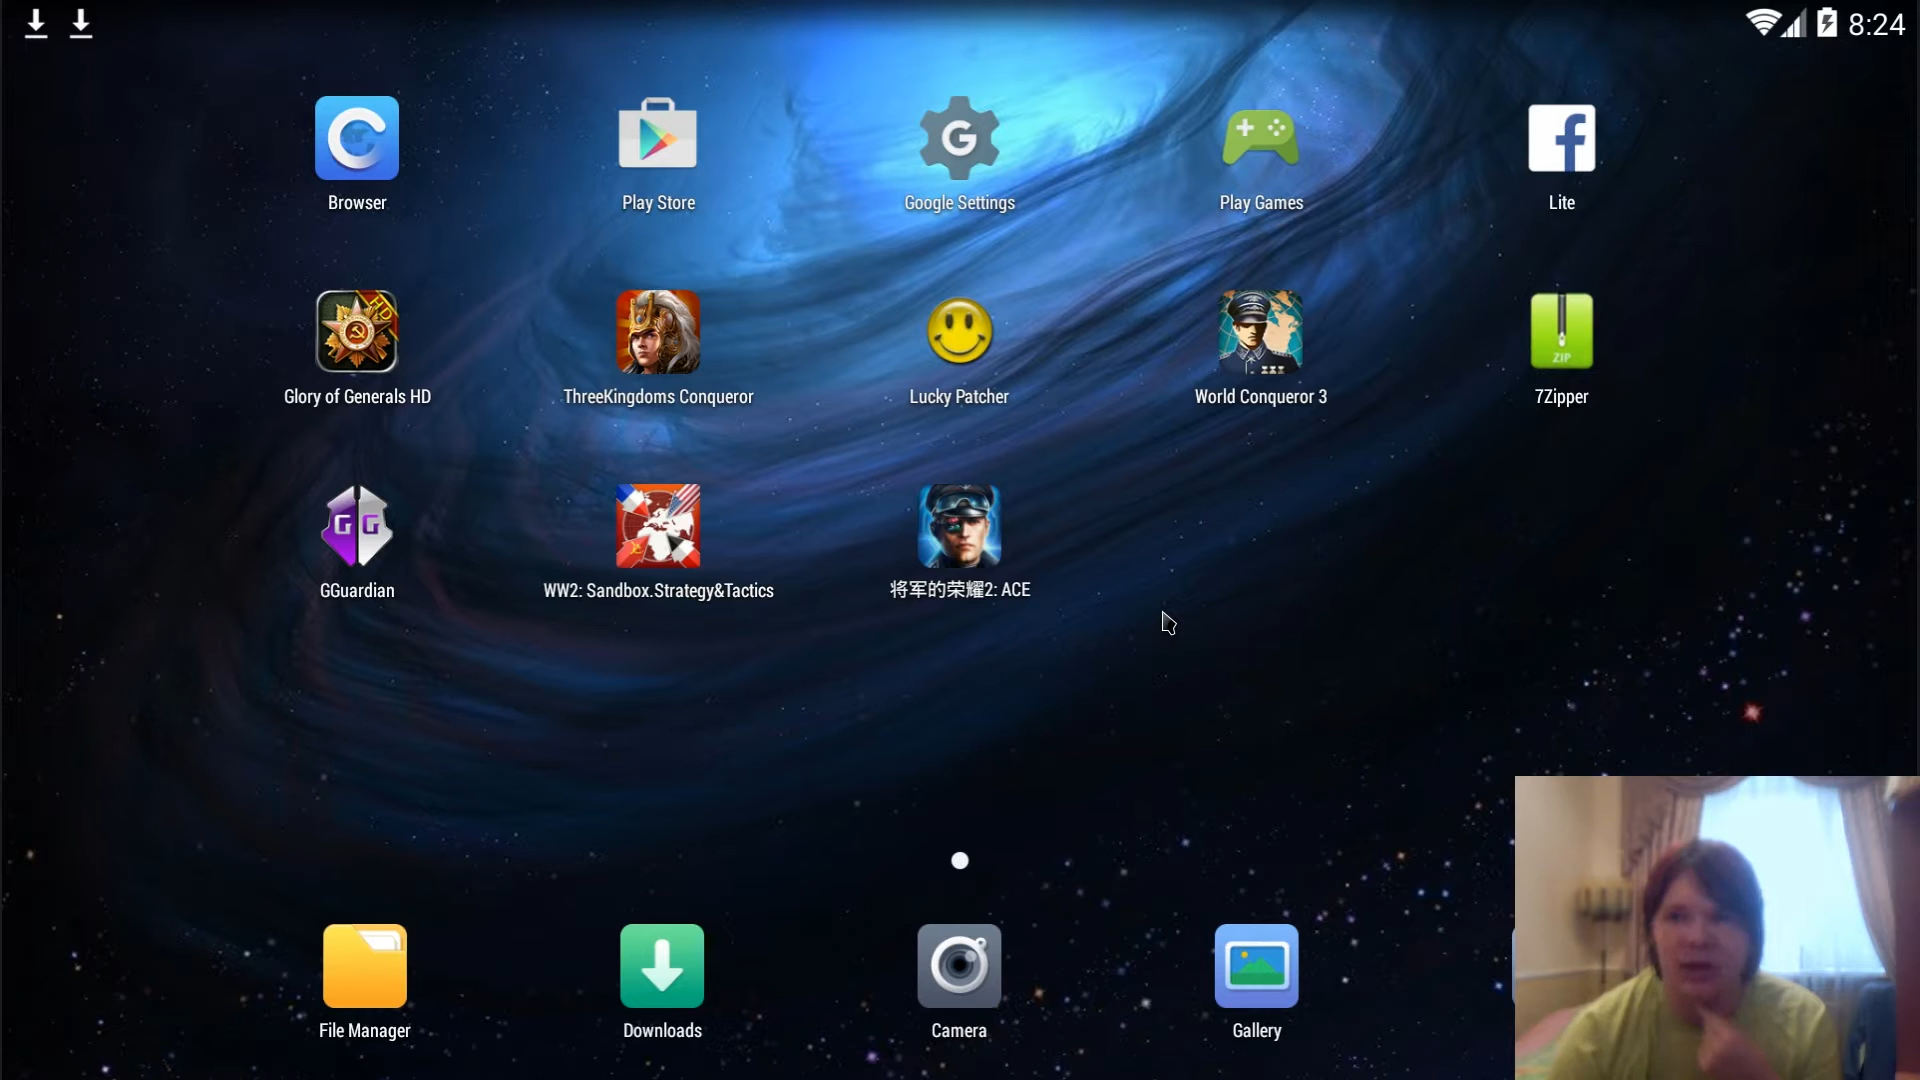 8:24
Browser
Play Store
Google Settings
Play Games
Lite
Glory of Generals HD
ThreeKingdoms Conqueror
Lucky Patcher
World Conqueror 3
ZIP
7Zipper
GG
GGuardian
WW2: Sandbox.Strategy&Tactics
将军的荣耀2: ACE
File Manager
Downloads
Camera
Gallery